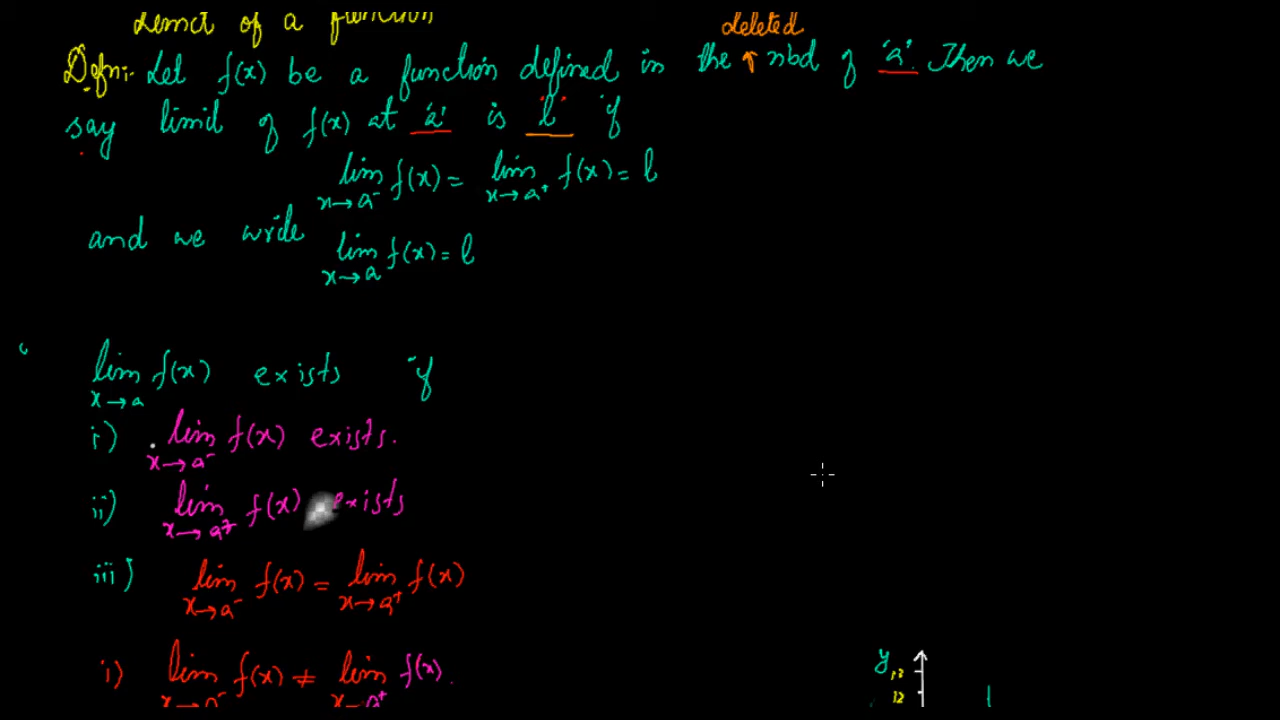 Limit of a function
deleted
Defn:- Let f(x) be a function defined in the ↑ nbd of 'a'. Then we
say limit of f(x) at 'a' is 'l' if
lim x→a⁻ f(x) = lim x→a⁺ f(x) = l
and we write lim x→a f(x) = l
lim x→a f(x) exists if
i) lim x→a⁻ f(x) exists.
ii) lim x→a⁺ f(x) exists
iii) lim x→a⁻ f(x) = lim x→a⁺ f(x)
i) lim x→a⁻ f(x) ≠ lim x→a⁺ f(x).
y
13
12